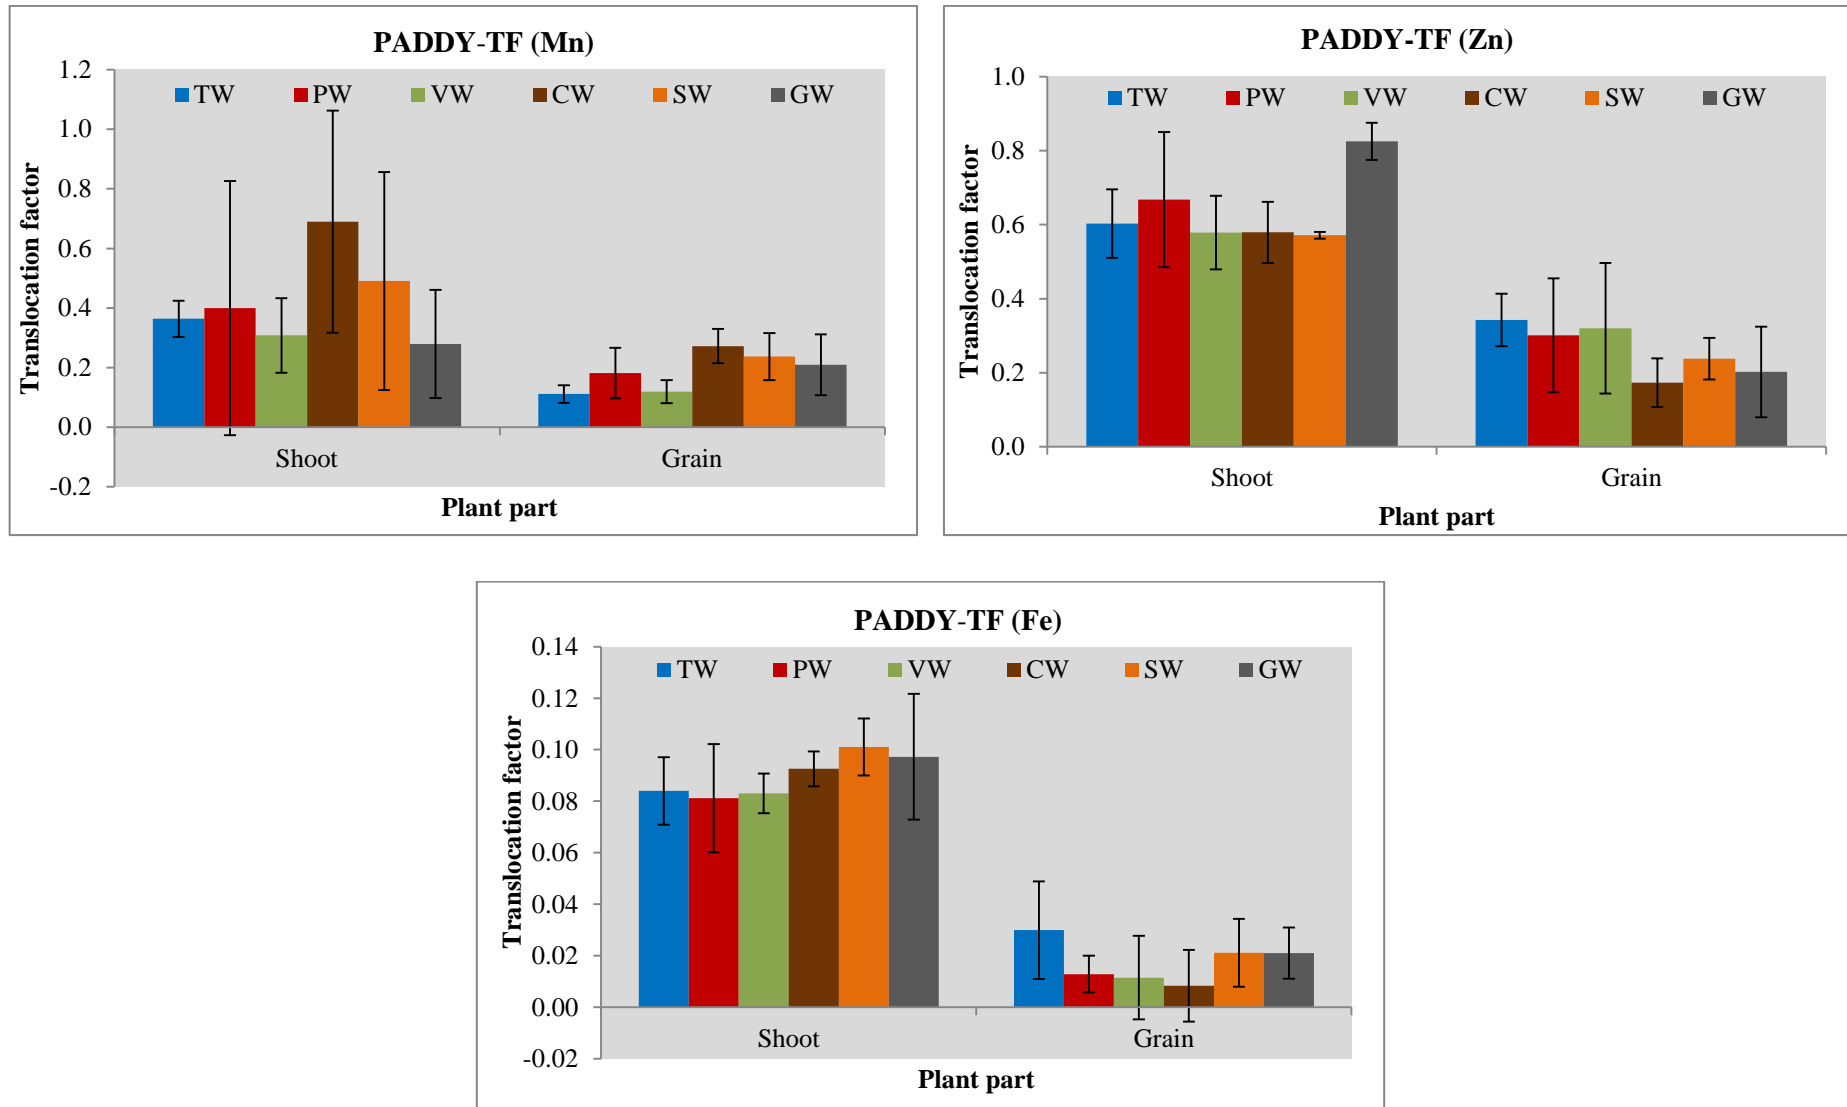 PADDY-TF (Mn)
1.2
1.0
0.8
0.6
0.4
0.2
0.0
-0.2
Translocation factor
TW PW VW CW SW GW
Shoot Grain
Plant part
PADDY-TF (Zn)
1.0
0.8
0.6
0.4
0.2
0.0
Translocation factor
TW PW VW CW SW GW
Shoot Grain
Plant part
PADDY-TF (Fe)
0.14
0.12
0.10
0.08
0.06
0.04
0.02
0.00
-0.02
Translocation factor
TW PW VW CW SW GW
Shoot Grain
Plant part